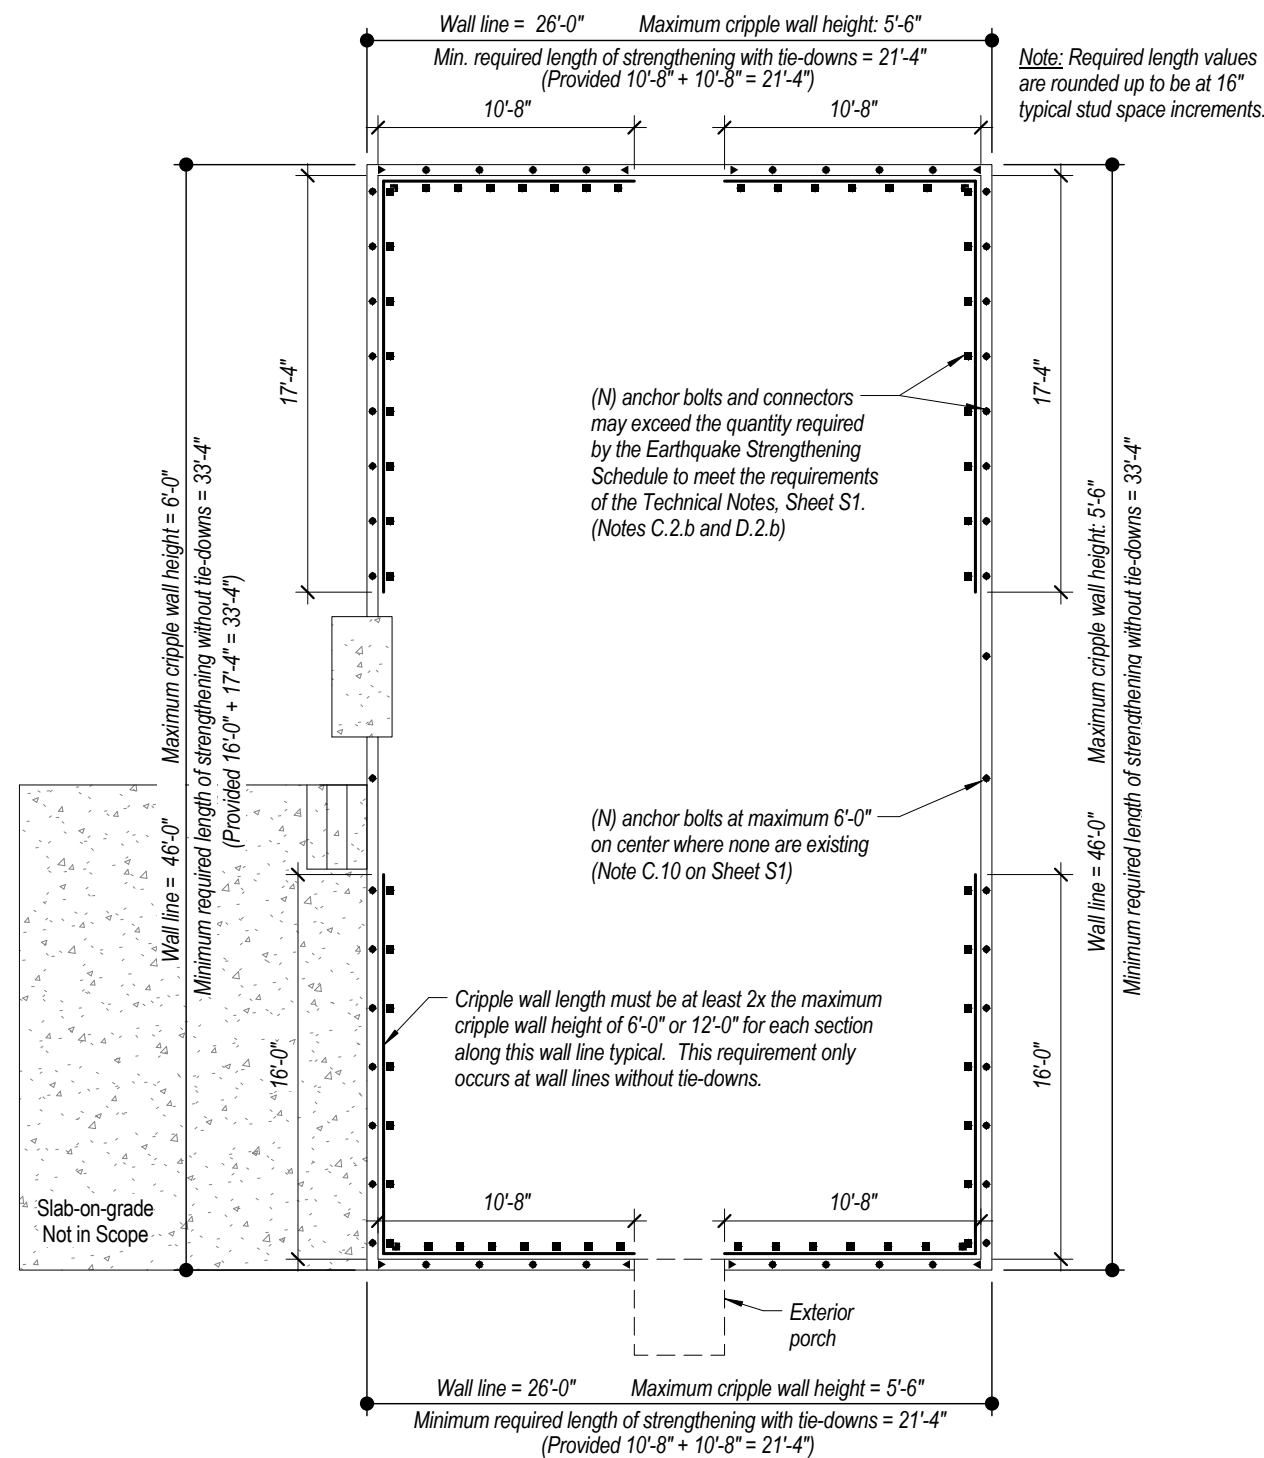 Wall line =  26'-0"     Maximum cripple wall height: 5'-6"
Min. required length of strengthening with tie-downs = 21'-4"
(Provided 10'-8" + 10'-8" = 21'-4")
Note: Required length values
are rounded up to be at 16"
typical stud space increments.
10'-8"
10'-8"
17'-4"
17'-4"
(N) anchor bolts and connectors
may exceed the quantity required
by the Earthquake Strengthening
Schedule to meet the requirements
of the Technical Notes, Sheet S1.
(Notes C.2.b and D.2.b)
Wall line =  46'-0"     Maximum cripple wall height = 6'-0"
Minimum required length of strengthening without tie-downs = 33'-4"
(Provided 16'-0" + 17'-4" = 33'-4")
Wall line = 46'-0"     Maximum cripple wall height: 5'-6"
Minimum required length of strengthening without tie-downs = 33'-4"
(N) anchor bolts at maximum 6'-0"
on center where none are existing
(Note C.10 on Sheet S1)
Cripple wall length must be at least 2x the maximum
cripple wall height of 6'-0" or 12'-0" for each section
along this wall line typical.  This requirement only
occurs at wall lines without tie-downs.
16'-0"
16'-0"
Slab-on-grade
Not in Scope
10'-8"
10'-8"
Exterior
porch
Wall line = 26'-0"     Maximum cripple wall height = 5'-6"
Minimum required length of strengthening with tie-downs = 21'-4"
(Provided 10'-8" + 10'-8" = 21'-4")